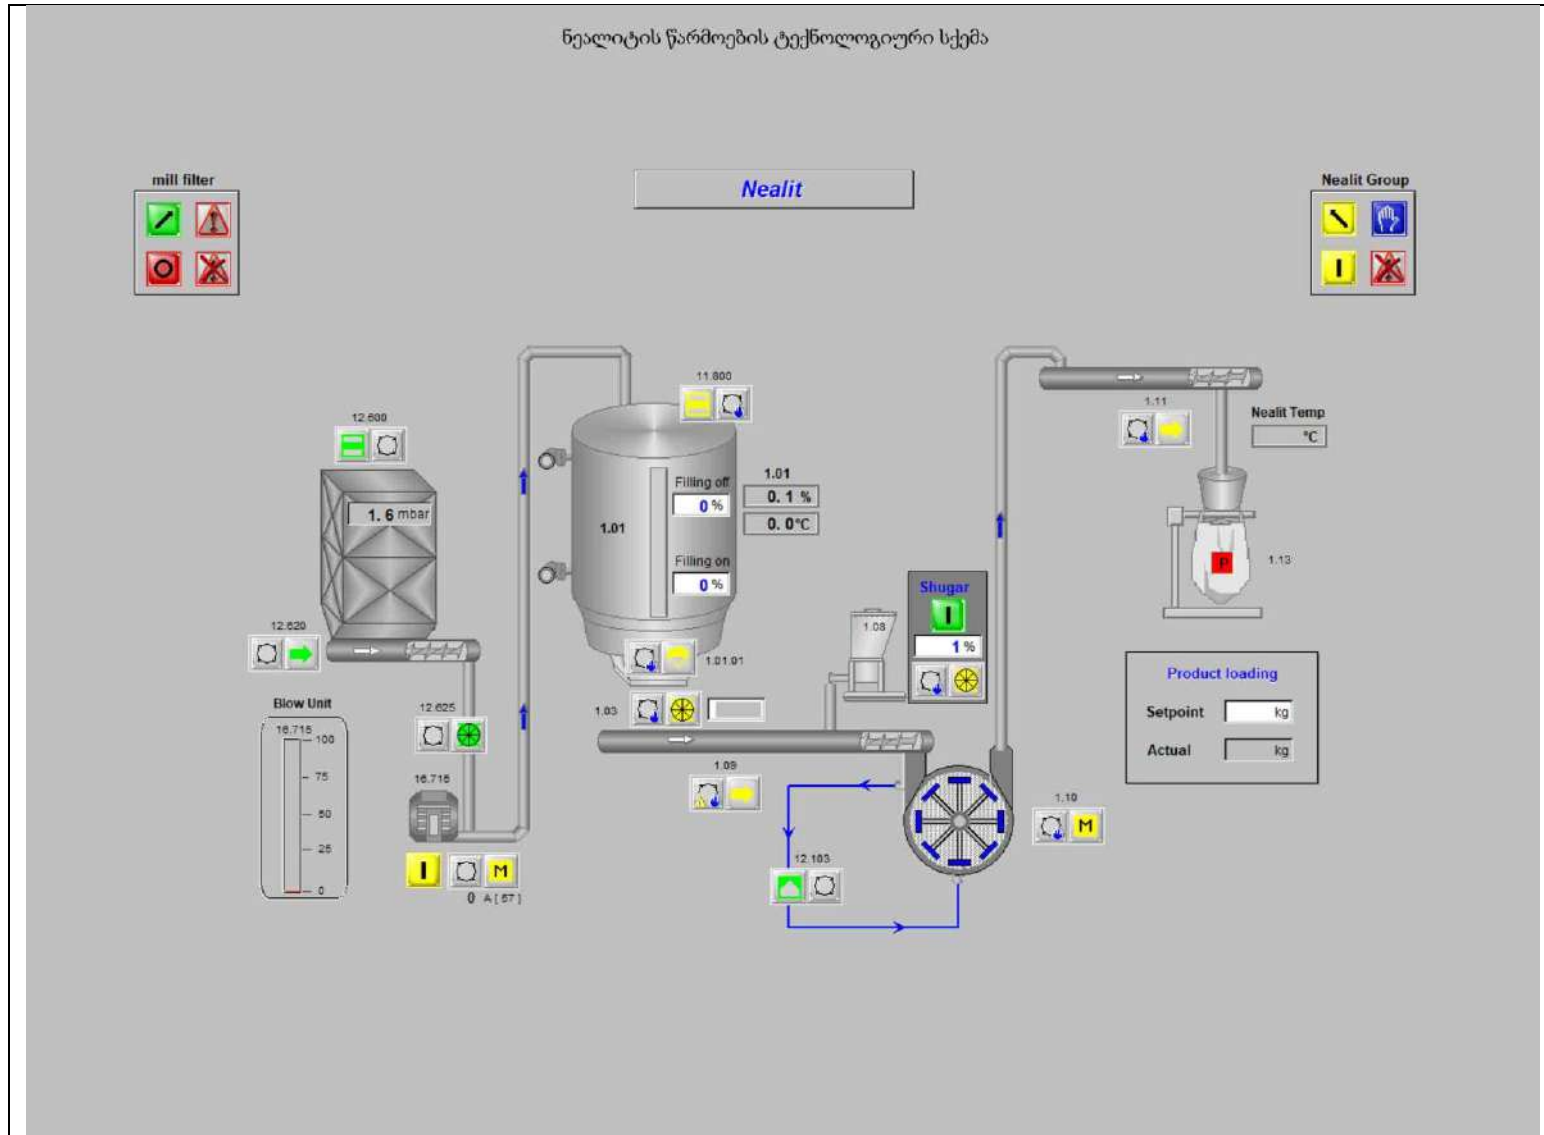 ნეალიტის წარმოების ტექნოლოგიური სქემა
mill filter
Nealit
Nealit Group
11.800
1.11
Nealit Temp
°C
12.600
Filling off
0 %
1.01
0.1 %
0.0°C
1.6 mbar
1.01
Filling on
0 %
P
1.13
Shugar
I
1 %
1.08
12.620
1.01.01
Product loading
Setpoint kg
Actual kg
Blow Unit
16.715
100
75
50
25
0
12.625
1.03
1.09
16.715
1.10
M
12.103
I
M
0 A [ 57 ]